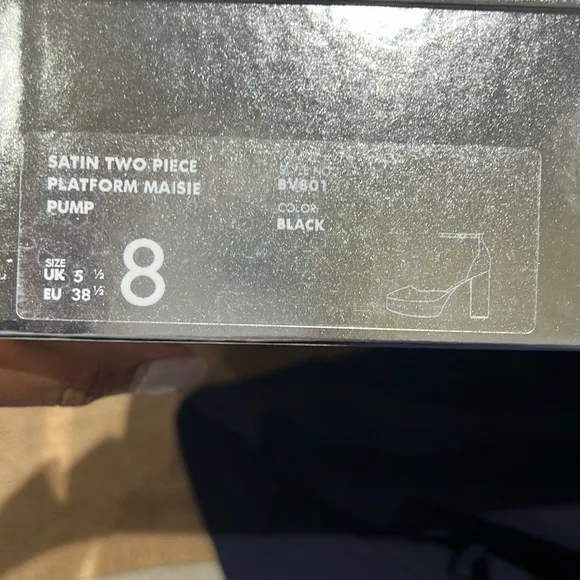 SATIN TWO PIECE
PLATFORM MAISIE
PUMP
NO:
BV801
COLOR:
BLACK
SIZE
UK 5 ½
EU 38 ½
8